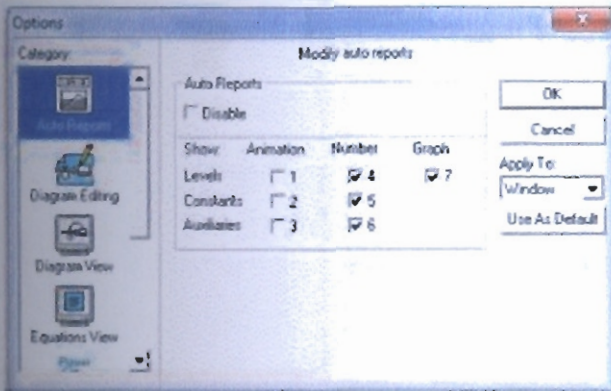 Options
Category:
Modify auto reports
Auto Reports
Auto Reports
Disable
OK
Cancel
Show: Animation Number Graph
Levels 1 4 7
Constants 2 5
Auxiliaries 3 6
Apply To:
Window
Use As Default
Diagram Editing
Diagram View
Equations View